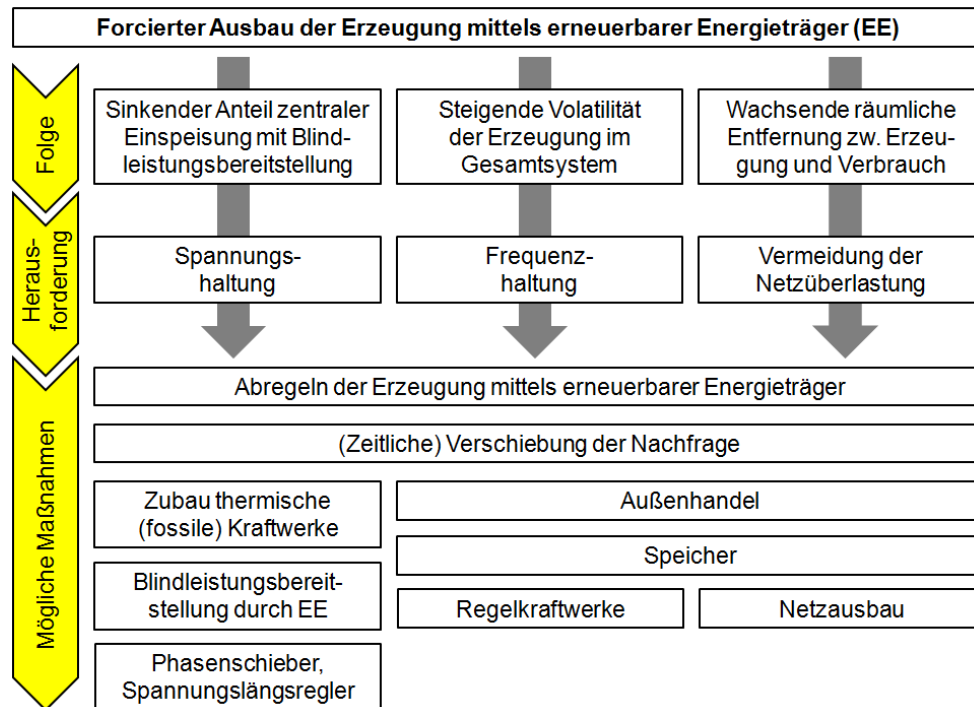 Forcierter Ausbau der Erzeugung mittels erneuerbarer Energieträger (EE)
Folge
Sinkender Anteil zentraler
Einspeisung mit Blind-
leistungsbereitstellung
Steigende Volatilität
der Erzeugung im
Gesamtsystem
Wachsende räumliche
Entfernung zw. Erzeu-
gung und Verbrauch
Heraus-
forderung
Spannungs-
haltung
Frequenz-
haltung
Vermeidung der
Netzüberlastung
Mögliche Maßnahmen
Abregeln der Erzeugung mittels erneuerbarer Energieträger
(Zeitliche) Verschiebung der Nachfrage
Zubau thermische
(fossile) Kraftwerke
Außenhandel
Speicher
Blindleistungsbereit-
stellung durch EE
Regelkraftwerke
Netzausbau
Phasenschieber,
Spannungslängsregler